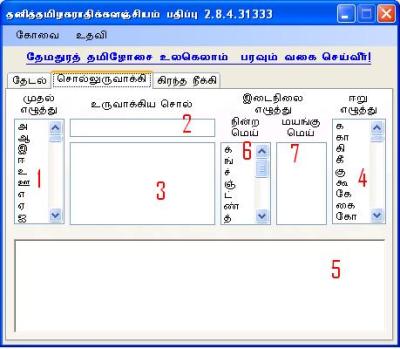 தனித்தமிழகராதிக்களஞ்சியம் பதிப்பு 2.8.4.31333
கோவை உதவி
தேமதுரத் தமிழோசை உலகெலாம் பரவும் வகை செய்வீர்!
தேடல் சொல்லுருவாக்கி கிரந்த நீக்கி
முதல் எழுத்து
உருவாக்கிய சொல்
இடைநிலை எழுத்து
ஈறு எழுத்து
நின்ற மெய்
மயங்கு மெய்
அ
ஆ
இ
ஈ
உ
ஊ
எ
ஏ
ஐ
1
2
3
க்
ங்
ச்
ஞ்
ட்
ண்
த்
6
7
க
கா
கி
கீ
கு
கூ
கே
கை
கோ
4
5